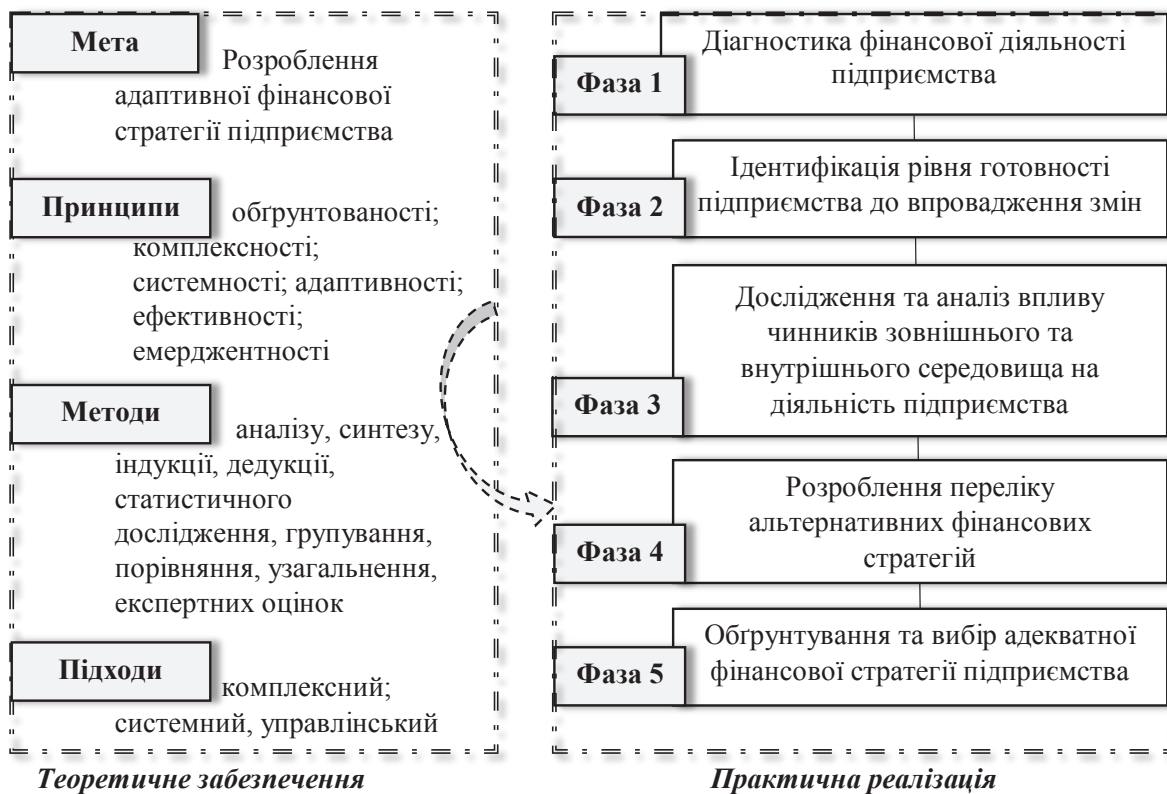 Мета
Розроблення
адаптивної фінансової
стратегії підприємства
Принципи
обґрунтованості;
комплексності;
системності; адаптивності;
ефективності;
емерджентності
Методи
аналізу, синтезу,
індукції, дедукції,
статистичного
дослідження, групування,
порівняння, узагальнення,
експертних оцінок
Підходи
комплексний;
системний, управлінський
Теоретичне забезпечення
Фаза 1
Діагностика фінансової діяльності
підприємства
Фаза 2
Ідентифікація рівня готовності
підприємства до впровадження змін
Фаза 3
Дослідження та аналіз впливу
чинників зовнішнього та
внутрішнього середовища на
діяльність підприємства
Фаза 4
Розроблення переліку
альтернативних фінансових
стратегій
Фаза 5
Обґрунтування та вибір адекватної
фінансової стратегії підприємства
Практична реалізація